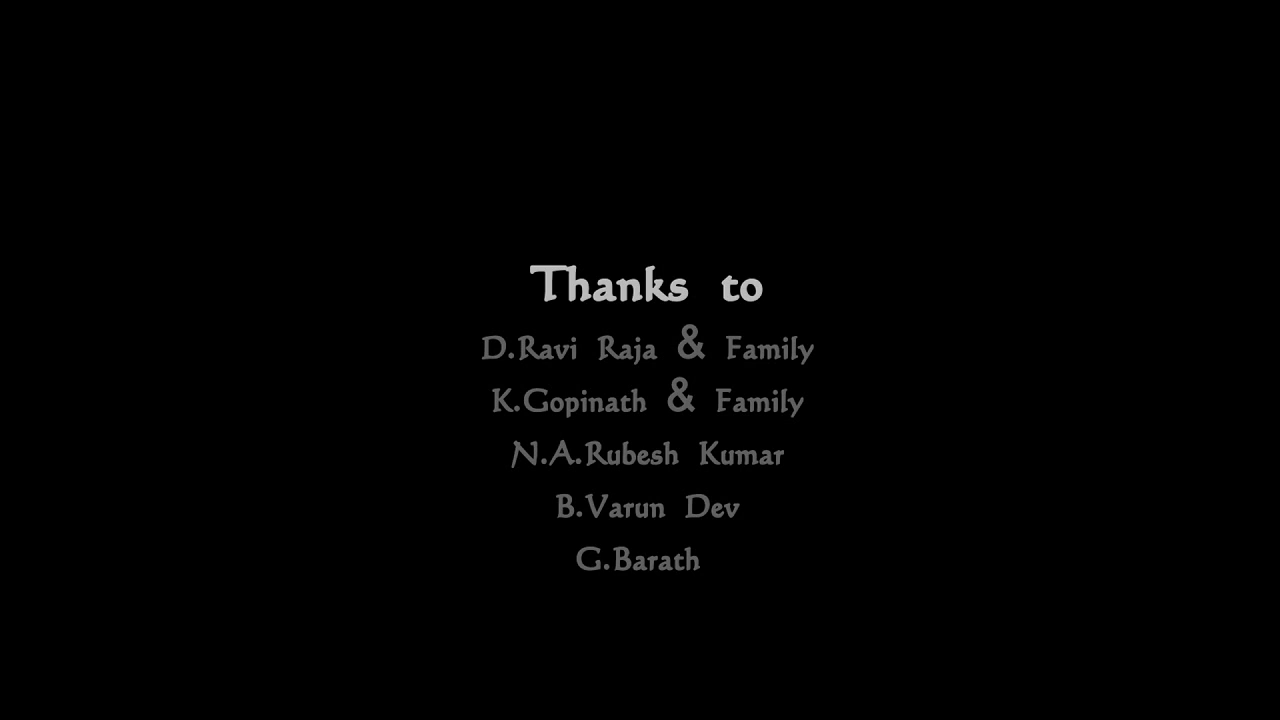 Thanks to
D.Ravi Raja & Family
K.Gopinath & Family
N.A.Rubesh Kumar
B.Varun Dev
G.Barath